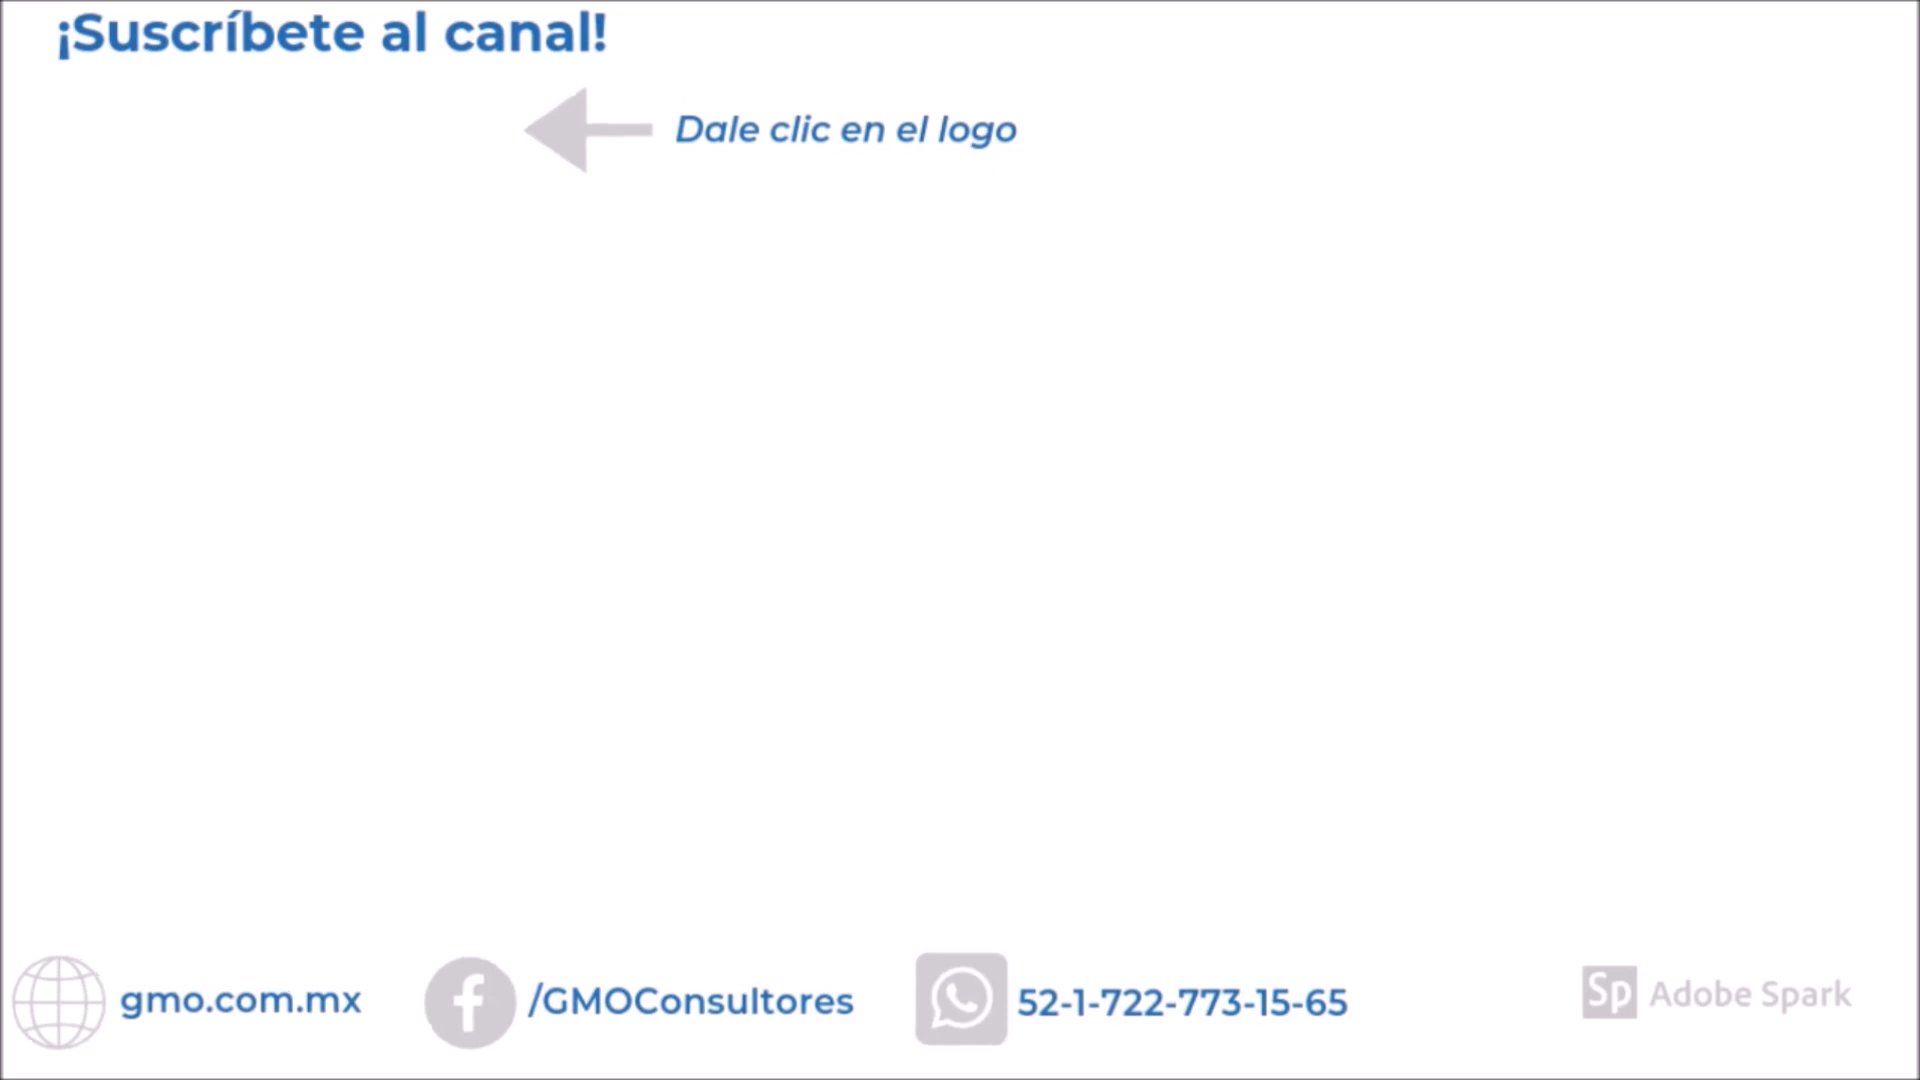 ¡Suscríbete al canal!
Dale clic en el logo
gmo.com.mx
/GMOConsultores
52-1-722-773-15-65
Sp Adobe Spark